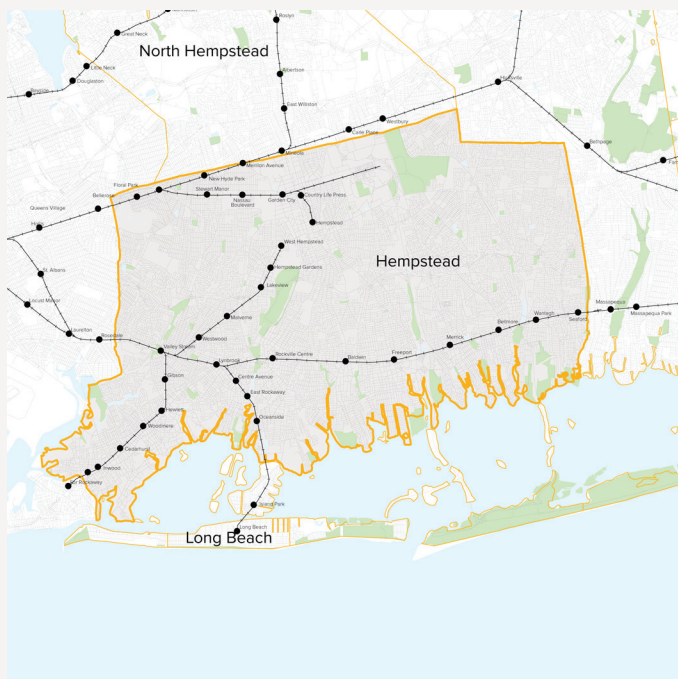 Roslyn
Great Neck
North Hempstead
Little Neck
Albertson
Douglaston
Bayside
Hicksville
East Williston
Westbury
Carle Place
Bethpage
Mineola
Merrion Avenue
New Hyde Park
Floral Park
Stewart Manor
Bellerose
Nassau
Boulevard
Garden City
Country Life Press
Queens Village
Hollis
Hempstead
West Hempstead
Hempstead
St. Albans
Hempstead Gardens
Lakeview
Locust Manor
Massapequa
Massapequa Park
Wantagh
Seaford
Malverne
Bellmore
Laurelton
Rosedale
Westwood
Merrick
Valley Stream
Freeport
Rockville Centre
Baldwin
Lynbrook
Gibson
Centre Avenue
East Rockaway
Hewlett
Oceanside
Woodmere
Cedarhurst
Inwood
Far Rockaway
Island Park
Long Beach
Long Beach